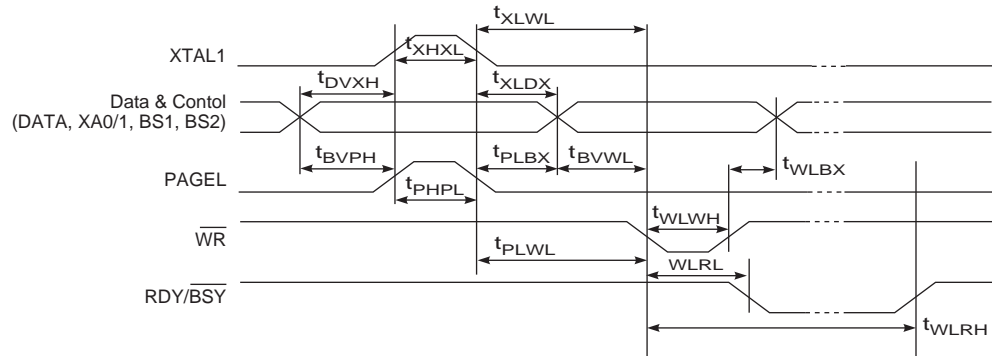 tXLWL
XTAL1
tXHXL
tDVXH
tXLDX
Data & Contol
(DATA, XA0/1, BS1, BS2)
tBVPH
tPLBX
tBVWL
tWLBX
PAGEL
tPHPL
WR
tWLWH
tPLWL
WLRL
RDY/BSY
tWLRH